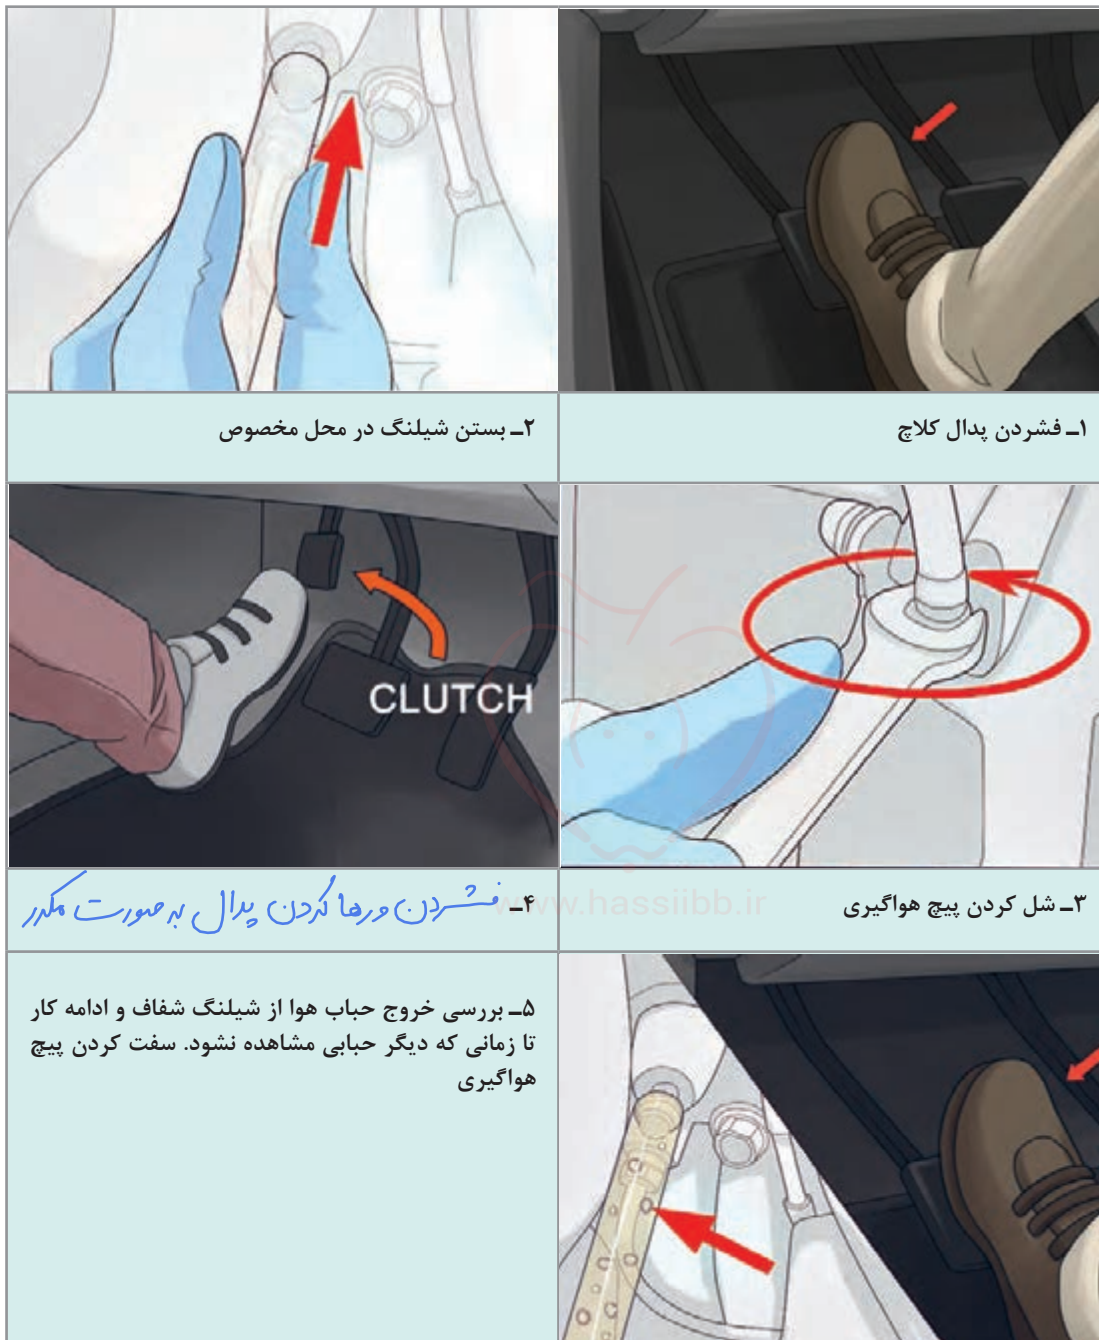 ۱ـ فشردن پدال کلاچ
۲ـ بستن شیلنگ در محل مخصوص
CLUTCH
۳ـ شل کردن پیچ هواگیری
۴ـ فشردن و رها کردن پدال به صورت مکرر
www.hassiibb.ir
۵ـ بررسی خروج حباب هوا از شیلنگ شفاف و ادامه کار
تا زمانی که دیگر حبابی مشاهده نشود. سفت کردن پیچ
هواگیری